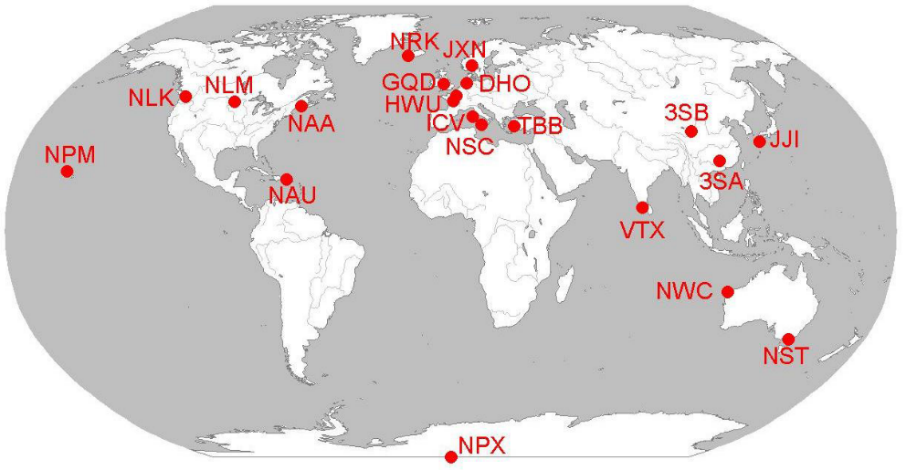 NRK
JXN
GQD
DHO
NLK
NLM
HWU
NAA
3SB
ICV
TBB
JJI
NSC
NPM
3SA
NAU
VTX
NWC
NST
NPX